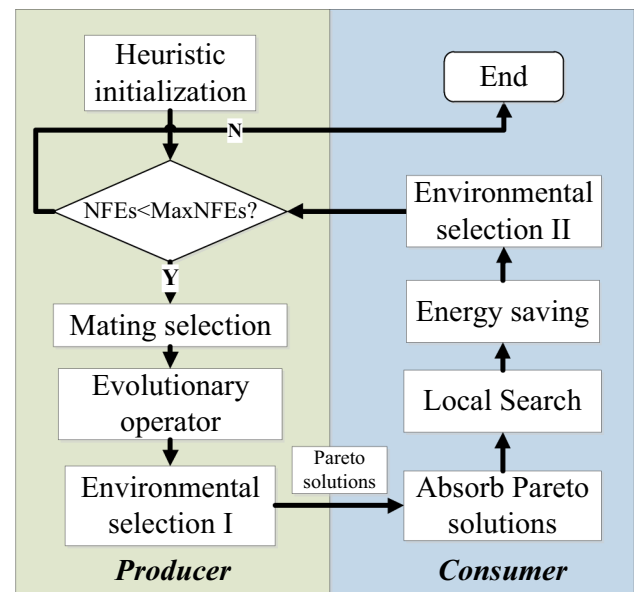 Heuristic
initialization
End
N
NFEs<MaxNFEs?
Y
Mating selection
Evolutionary
operator
Environmental
selection I
Pareto
solutions
Absorb Pareto
solutions
Local Search
Energy saving
Environmental
selection II
Producer
Consumer